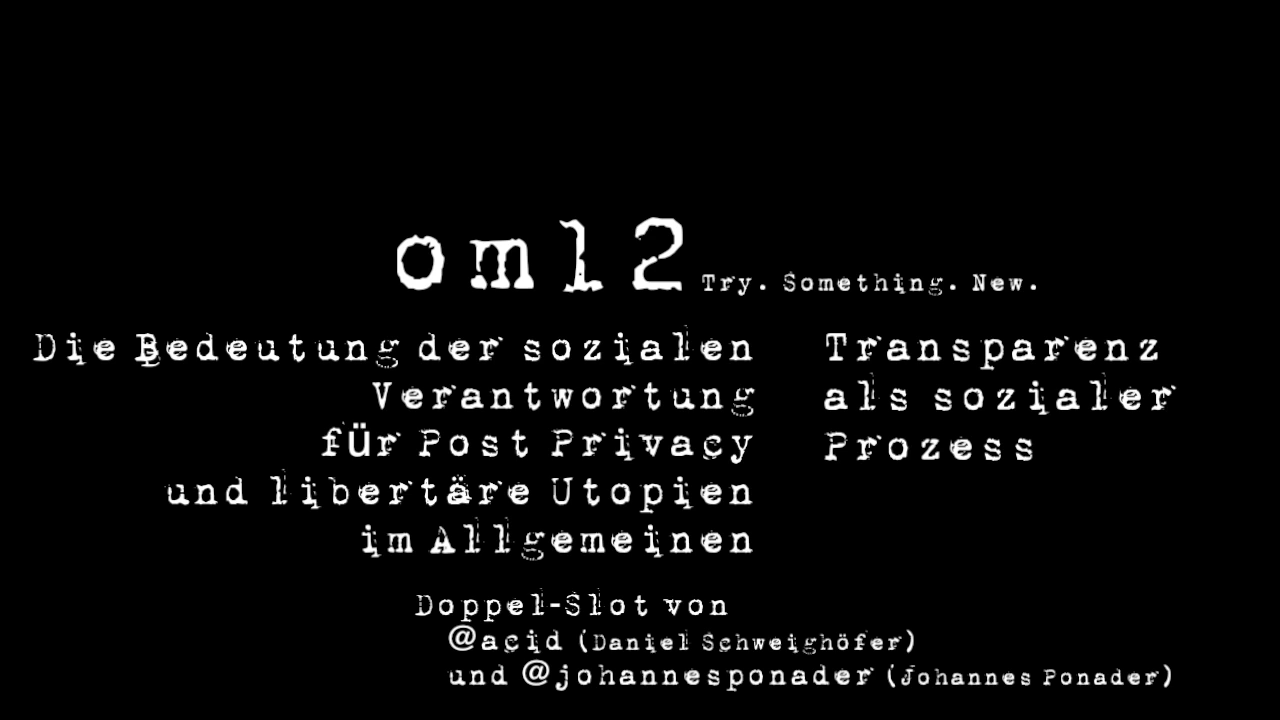 om12 Try. Something. New.
Die Bedeutung der sozialen
Verantwortung
für Post Privacy
und libertäre Utopien
im Allgemeinen
Transparenz
als sozialer
Prozess
Doppel-Slot von
@acid (Daniel Schweighöfer)
und @johannesponader (Johannes Ponader)